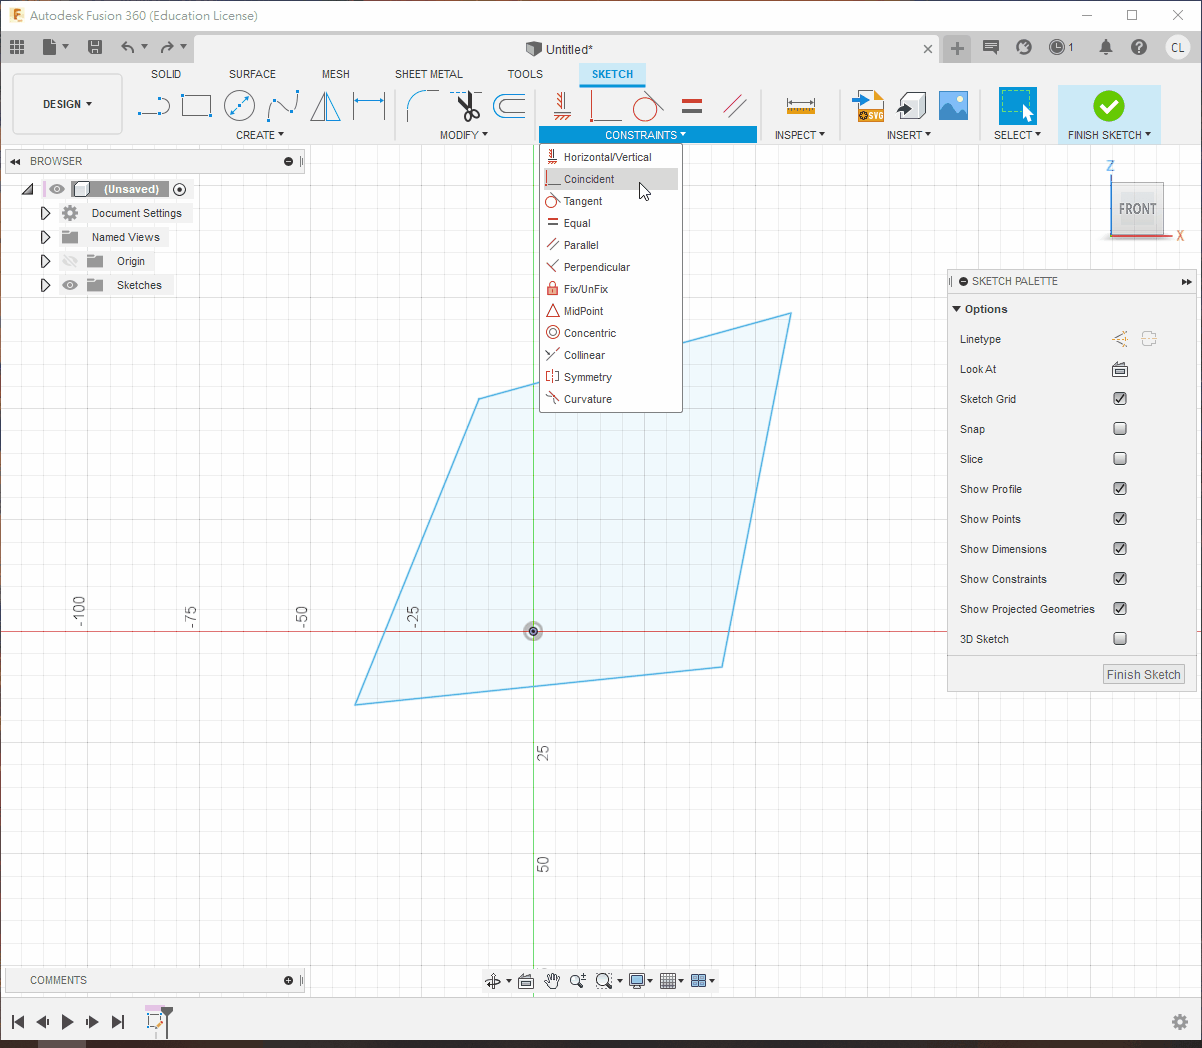 Autodesk Fusion 360 (Education License)
Untitled*
1
CL
SOLID
SURFACE
MESH
SHEET METAL
TOOLS
SKETCH
DESIGN
SVG
CREATE
MODIFY
CONSTRAINTS
INSPECT
INSERT
SELECT
FINISH SKETCH
BROWSER
(Unsaved)
Document Settings
Named Views
Origin
Sketches
Horizontal/Vertical
Coincident
Tangent
Equal
Parallel
Perpendicular
Fix/UnFix
MidPoint
Concentric
Collinear
Symmetry
Curvature
Z
FRONT
X
SKETCH PALETTE
Options
Linetype
Look At
Sketch Grid
Snap
Slice
Show Profile
Show Points
Show Dimensions
Show Constraints
Show Projected Geometries
3D Sketch
Finish Sketch
-100
-75
-50
-25
25
50
COMMENTS